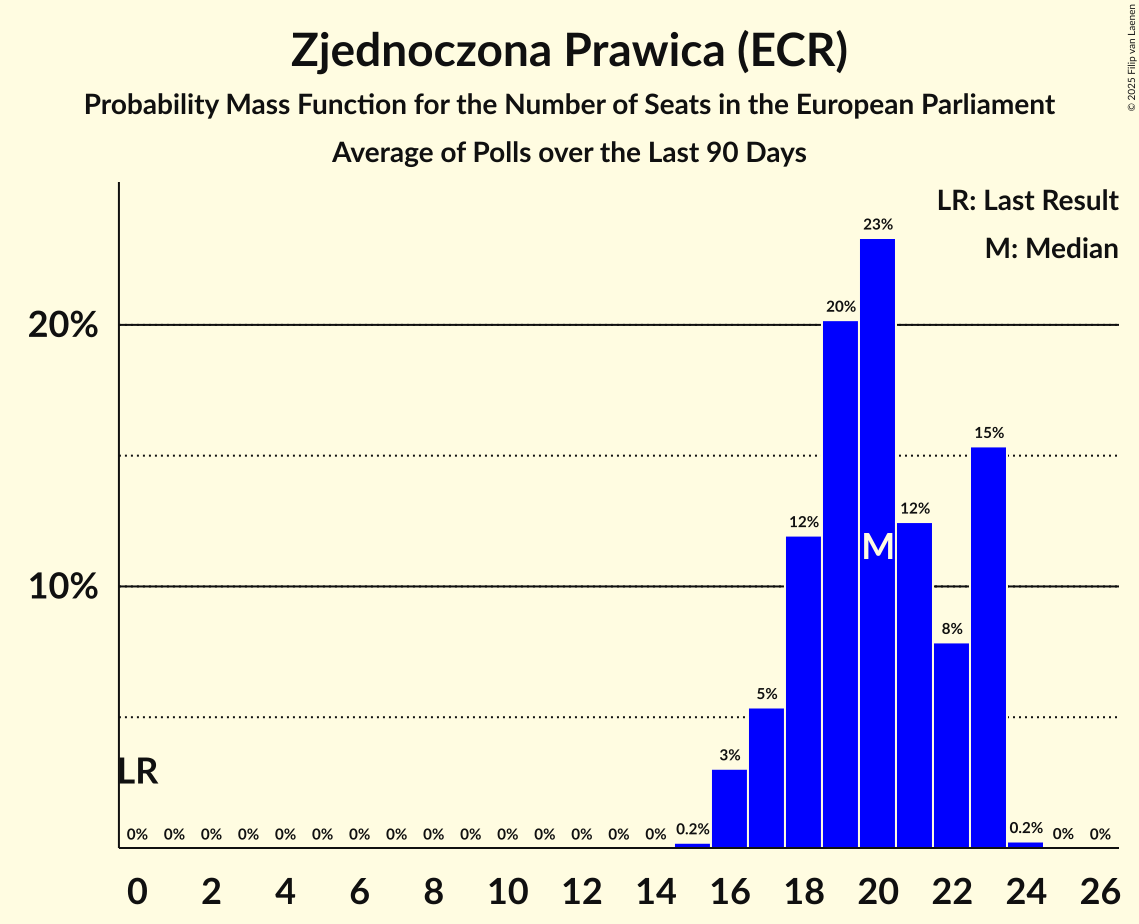 Zjednoczona Prawica (ECR)
Probability Mass Function for the Number of Seats in the European Parliament
Average of Polls over the Last 90 Days
© 2025 Filip van Laenen
LR: Last Result
M: Median
23%
20%
20%
15%
12%
12%
M
10%
8%
5%
3%
LR
0% 0% 0% 0% 0% 0% 0% 0% 0% 0% 0% 0% 0% 0% 0% 0.2% 0.2% 0% 0%
0 2 4 6 8 10 12 14 16 18 20 22 24 26